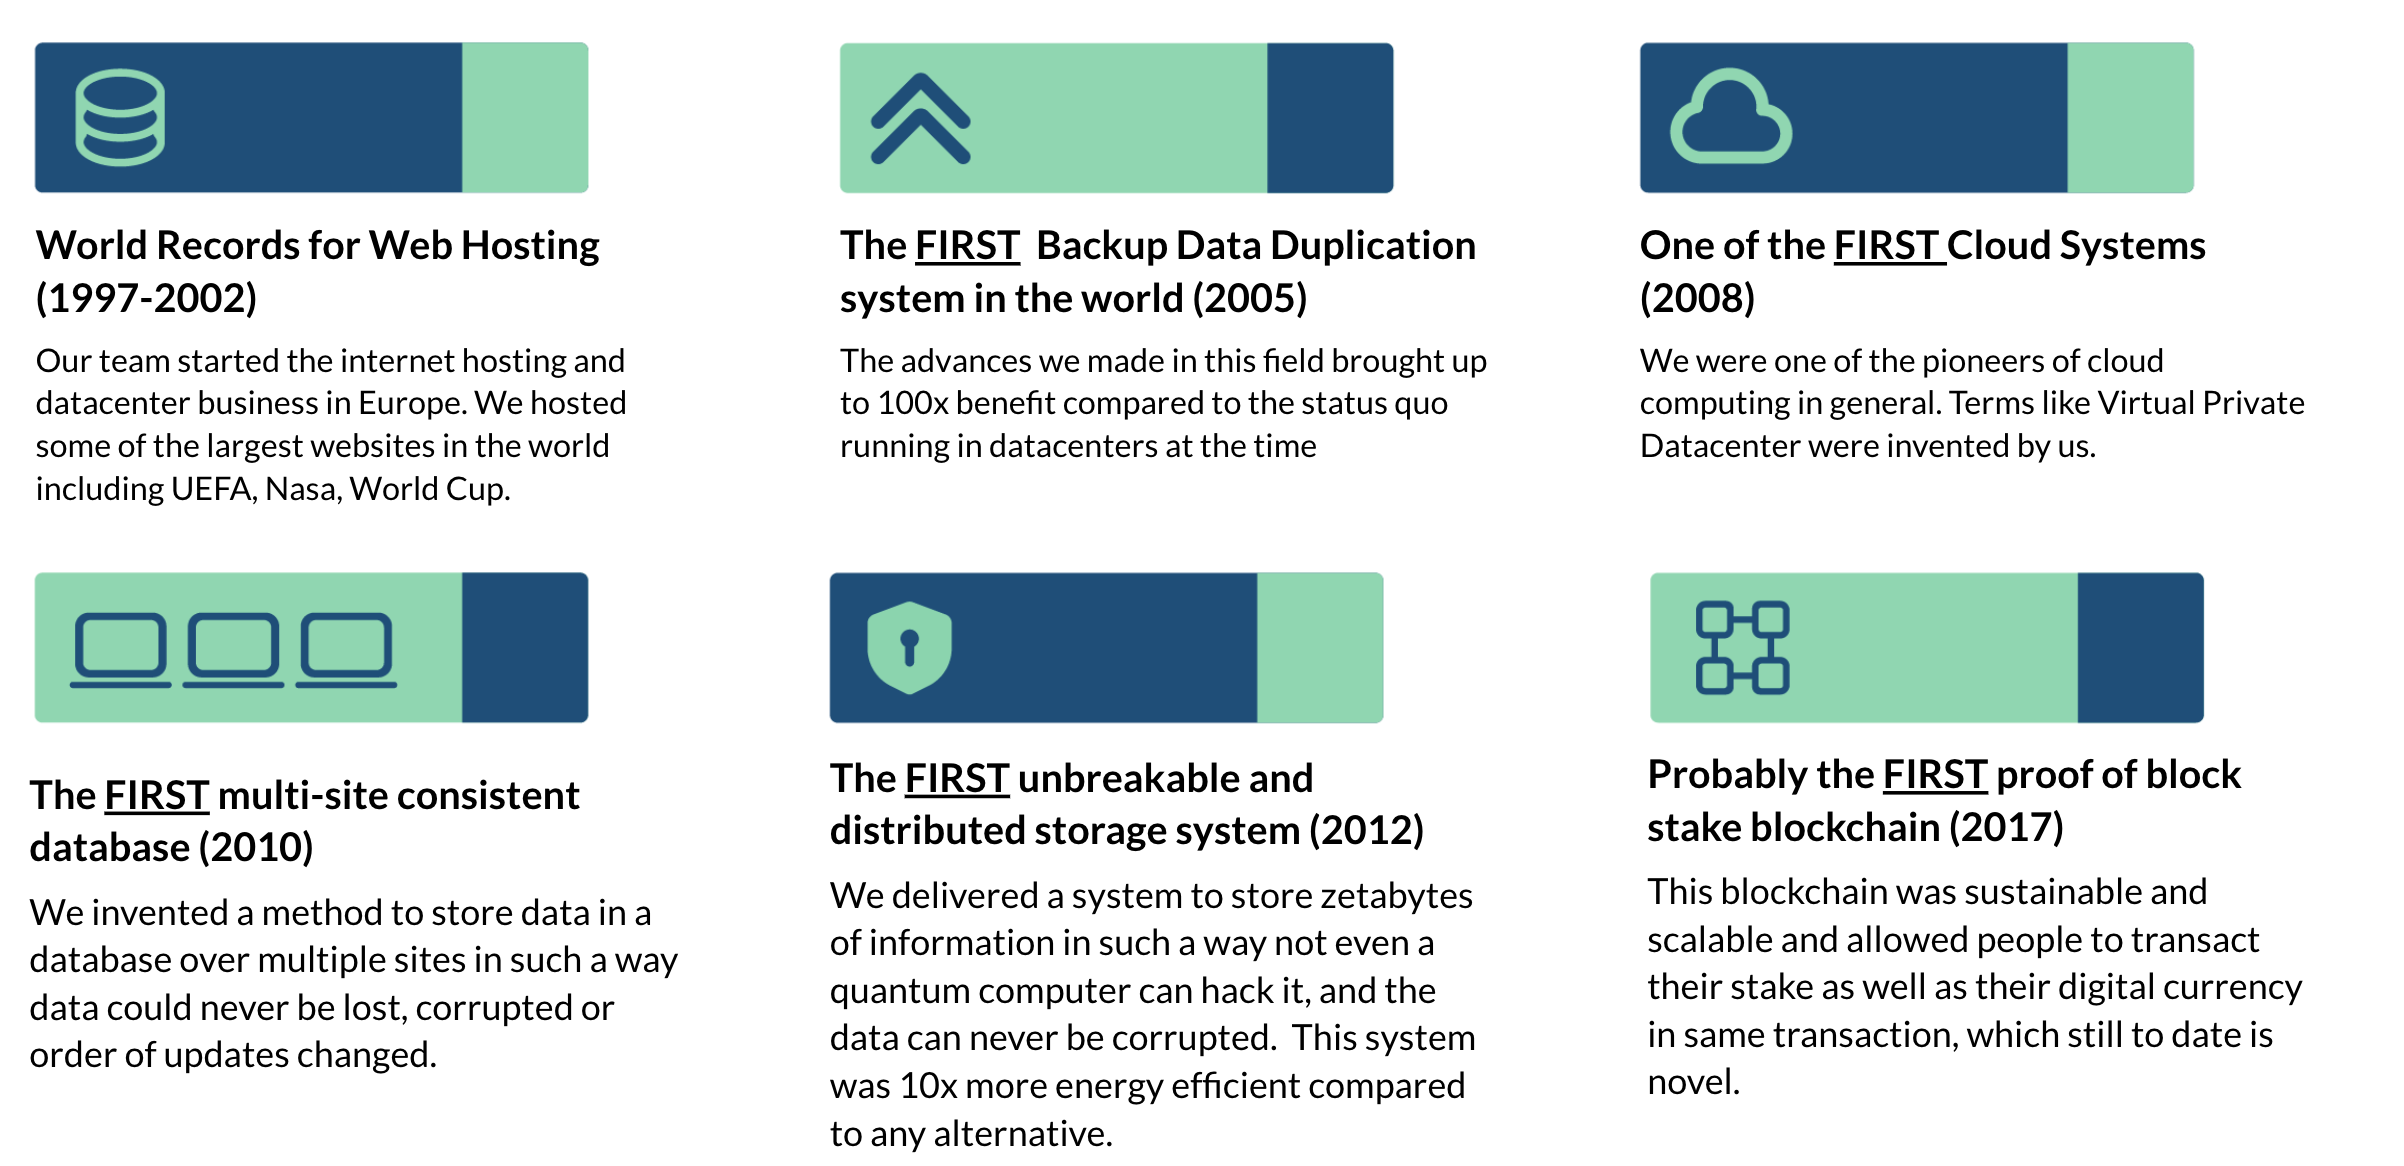 World Records for Web Hosting
(1997-2002)
Our team started the internet hosting and
datacenter business in Europe. We hosted
some of the largest websites in the world
including UEFA, Nasa, World Cup.
The FIRST  Backup Data Duplication
system in the world (2005)
The advances we made in this field brought up
to 100x benefit compared to the status quo
running in datacenters at the time
One of the FIRST Cloud Systems
(2008)
We were one of the pioneers of cloud
computing in general. Terms like Virtual Private
Datacenter were invented by us.
The FIRST multi-site consistent
database (2010)
We invented a method to store data in a
database over multiple sites in such a way
data could never be lost, corrupted or
order of updates changed.
The FIRST unbreakable and
distributed storage system (2012)
We delivered a system to store zetabytes
of information in such a way not even a
quantum computer can hack it, and the
data can never be corrupted.  This system
was 10x more energy efficient compared
to any alternative.
Probably the FIRST proof of block
stake blockchain (2017)
This blockchain was sustainable and
scalable and allowed people to transact
their stake as well as their digital currency
in same transaction, which still to date is
novel.